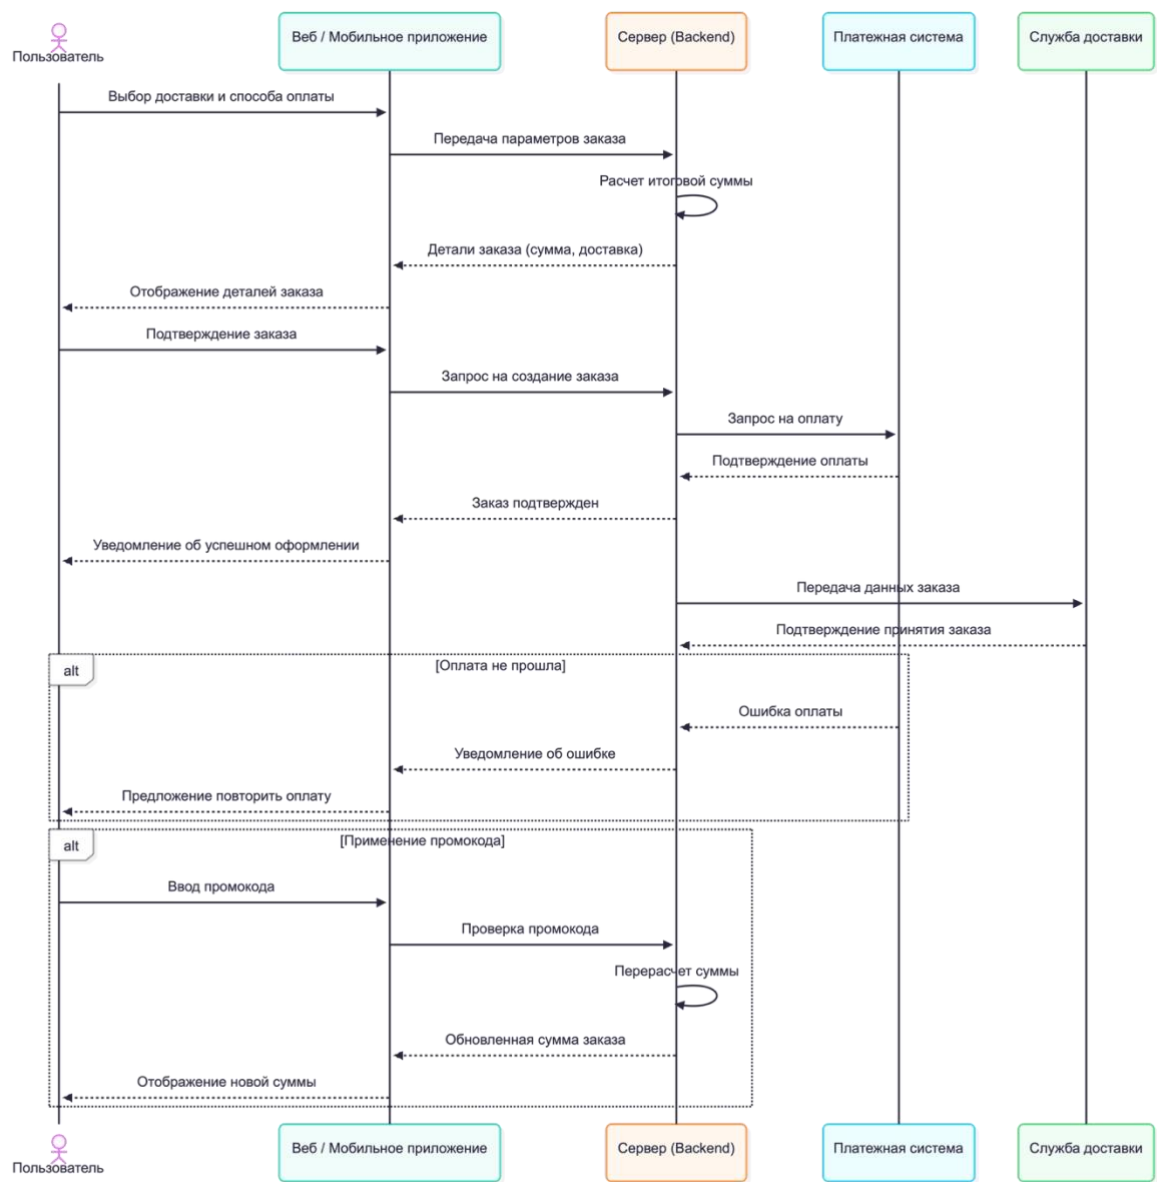 Пользователь
Веб / Мобильное приложение
Сервер (Backend)
Платежная система
Служба доставки
Выбор доставки и способа оплаты
Передача параметров заказа
Расчет итоговой суммы
Детали заказа (сумма, доставка)
Отображение деталей заказа
Подтверждение заказа
Запрос на создание заказа
Запрос на оплату
Подтверждение оплаты
Заказ подтвержден
Уведомление об успешном оформлении
Передача данных заказа
Подтверждение принятия заказа
alt
[Оплата не прошла]
Ошибка оплаты
Уведомление об ошибке
Предложение повторить оплату
alt
[Применение промокода]
Ввод промокода
Проверка промокода
Перерасчет суммы
Обновленная сумма заказа
Отображение новой суммы
Пользователь
Веб / Мобильное приложение
Сервер (Backend)
Платежная система
Служба доставки